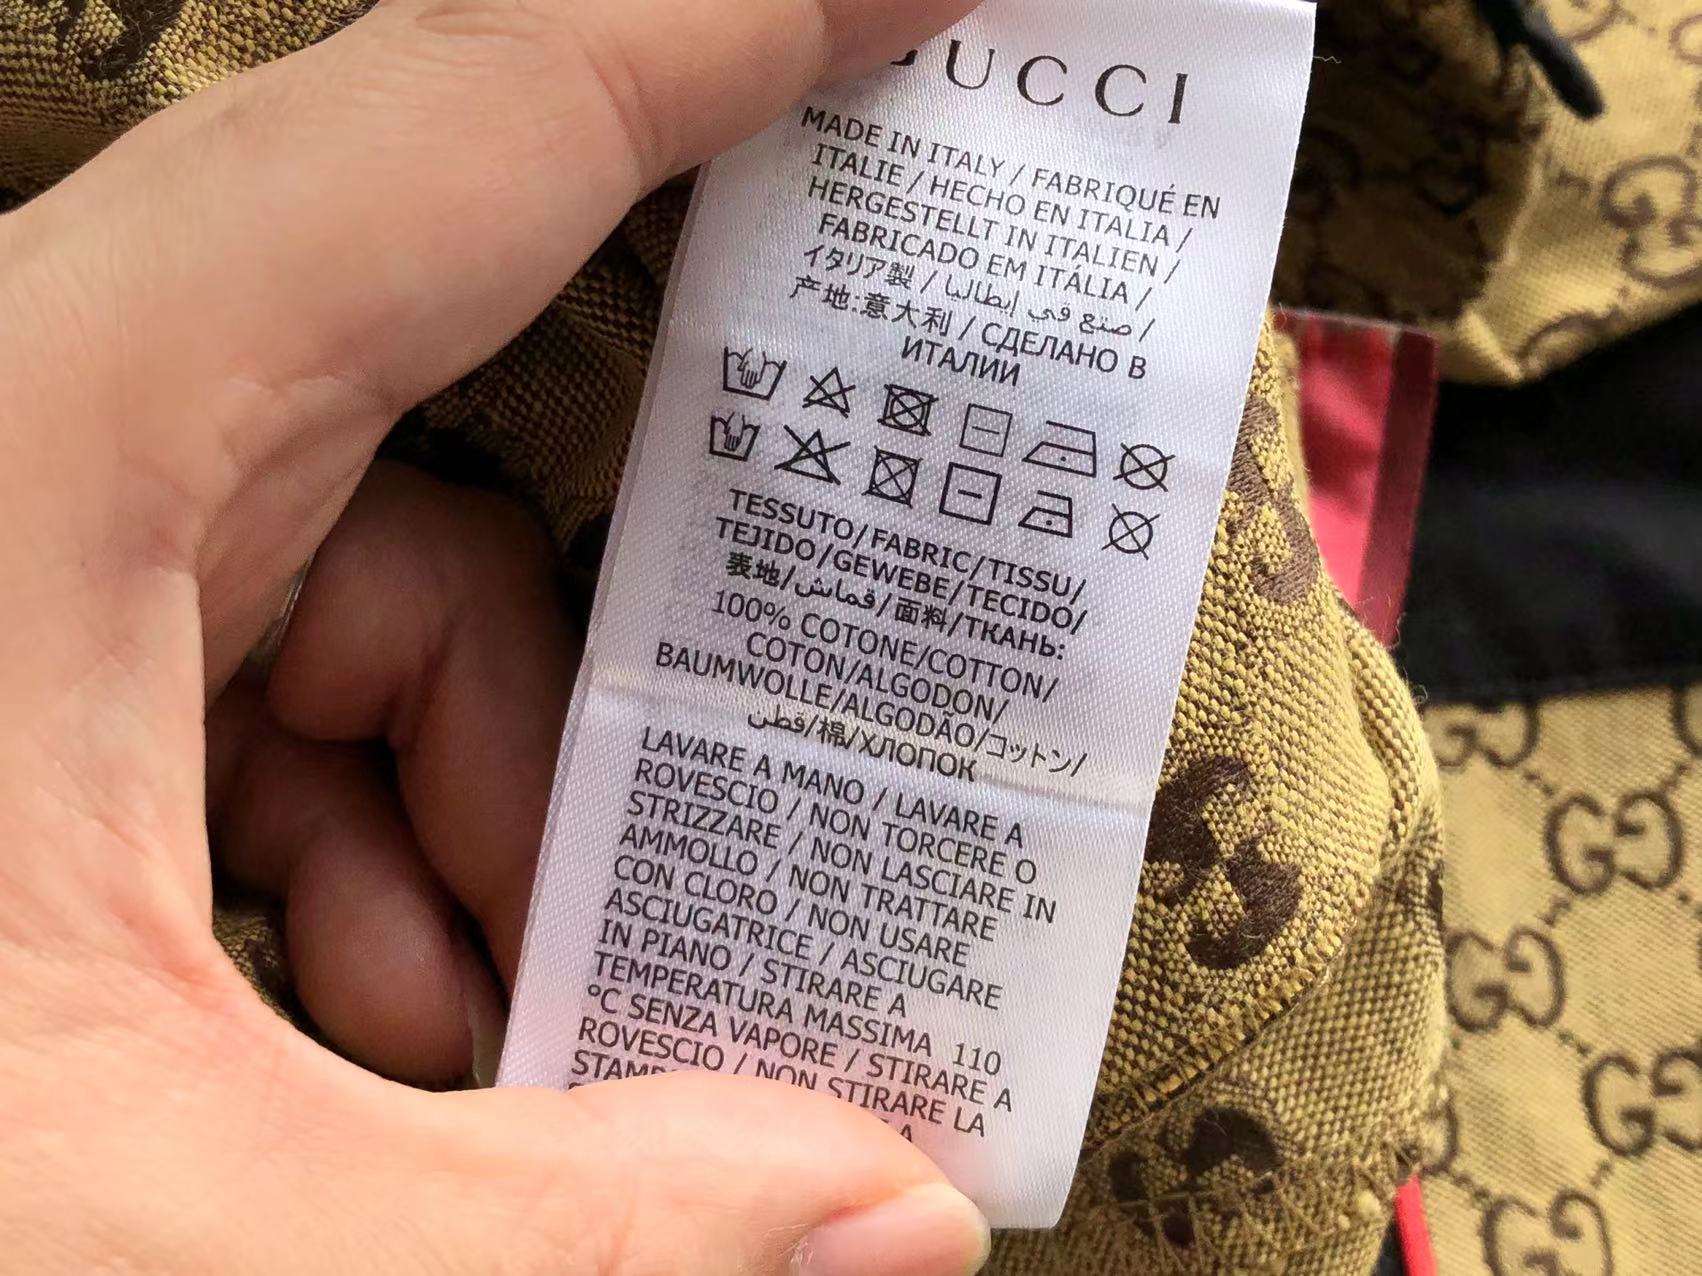 GUCCI
MADE IN ITALY / FABRIQUÉ EN
ITALIE / HECHO EN ITALIA /
HERGESTELLT IN ITALIEN /
FABRICADO EM ITÁLIA /
イタリア製 / صنع في إيطاليا /
产地:意大利 / СДЕЛАНО В
ИТАЛИИ
TESSUTO/FABRIC/TISSU/
TEJIDO/GEWEBE/TECIDO/
表地/قماش/面料/ТКАНЬ:
100% COTONE/COTTON/
COTON/ALGODON/
BAUMWOLLE/ALGODÃO/コットン/
قطن/棉/ХЛОПОК
LAVARE A MANO / LAVARE A
ROVESCIO / NON TORCERE O
STRIZZARE / NON LASCIARE IN
AMMOLLO / NON TRATTARE
CON CLORO / NON USARE
ASCIUGATRICE / ASCIUGARE
IN PIANO / STIRARE A
TEMPERATURA MASSIMA 110
°C SENZA VAPORE / STIRARE A
ROVESCIO / NON STIRARE LA